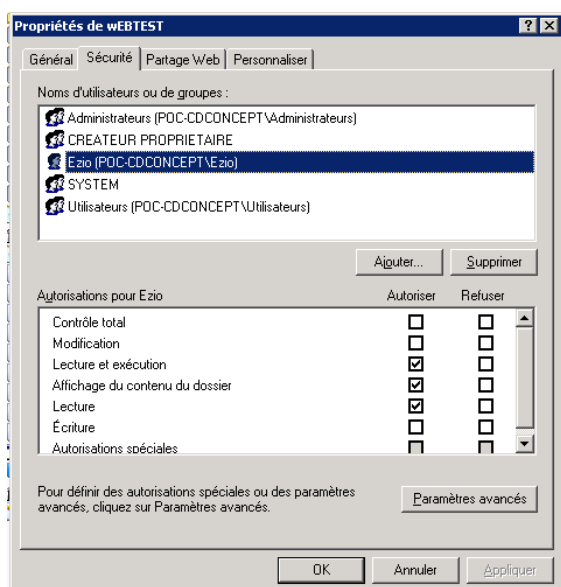 Propriétés de wEBTEST
Général Sécurité Partage Web Personnaliser
Noms d'utilisateurs ou de groupes :
Administrateurs (POC-CDCONCEPT\Administrateurs)
CREATEUR PROPRIETAIRE
Ezio (POC-CDCONCEPT\Ezio)
SYSTEM
Utilisateurs (POC-CDCONCEPT\Utilisateurs)
Ajouter... Supprimer
Autorisations pour Ezio Autoriser Refuser
Contrôle total
Modification
Lecture et exécution
Affichage du contenu du dossier
Lecture
Écriture
Autorisations spéciales
Pour définir des autorisations spéciales ou des paramètres
avancés, cliquez sur Paramètres avancés.
Paramètres avancés
OK Annuler Appliquer